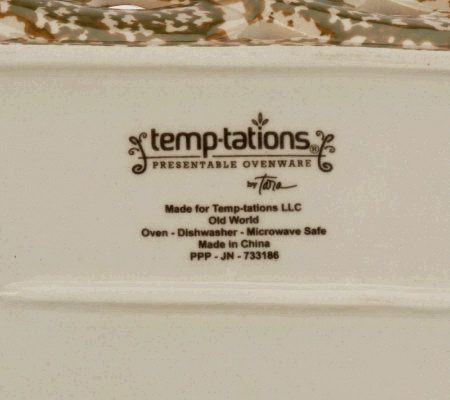 temp-tations®
PRESENTABLE OVENWARE
by Tara
Made for Temp-tations LLC
Old World
Oven - Dishwasher - Microwave Safe
Made in China
PPP - JN - 733186